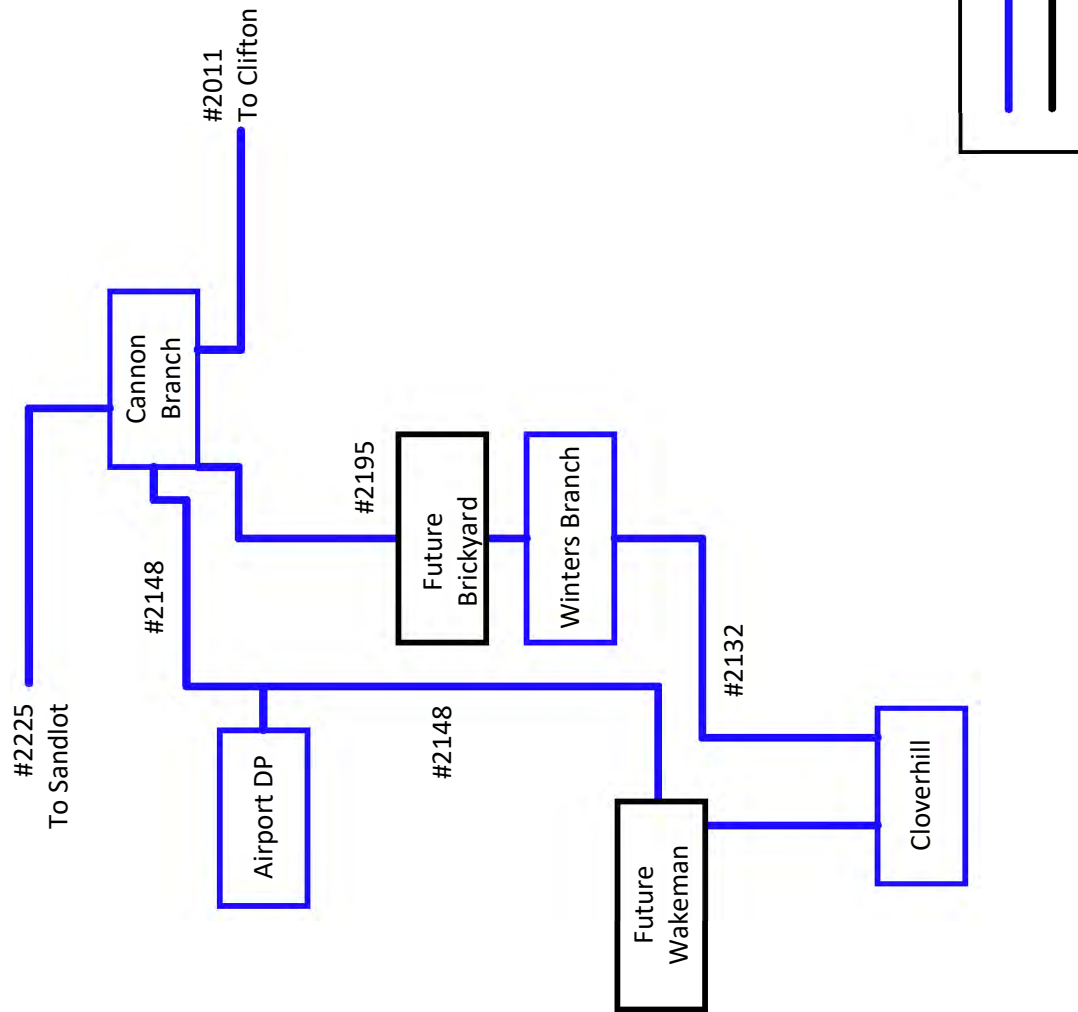 #2225
To Sandlot
Cannon
Branch
#2148
#2011
To Clifton
Airport DP
#2195
#2148
Future
Brickyard
Winters Branch
Future
Wakeman
#2132
Cloverhill